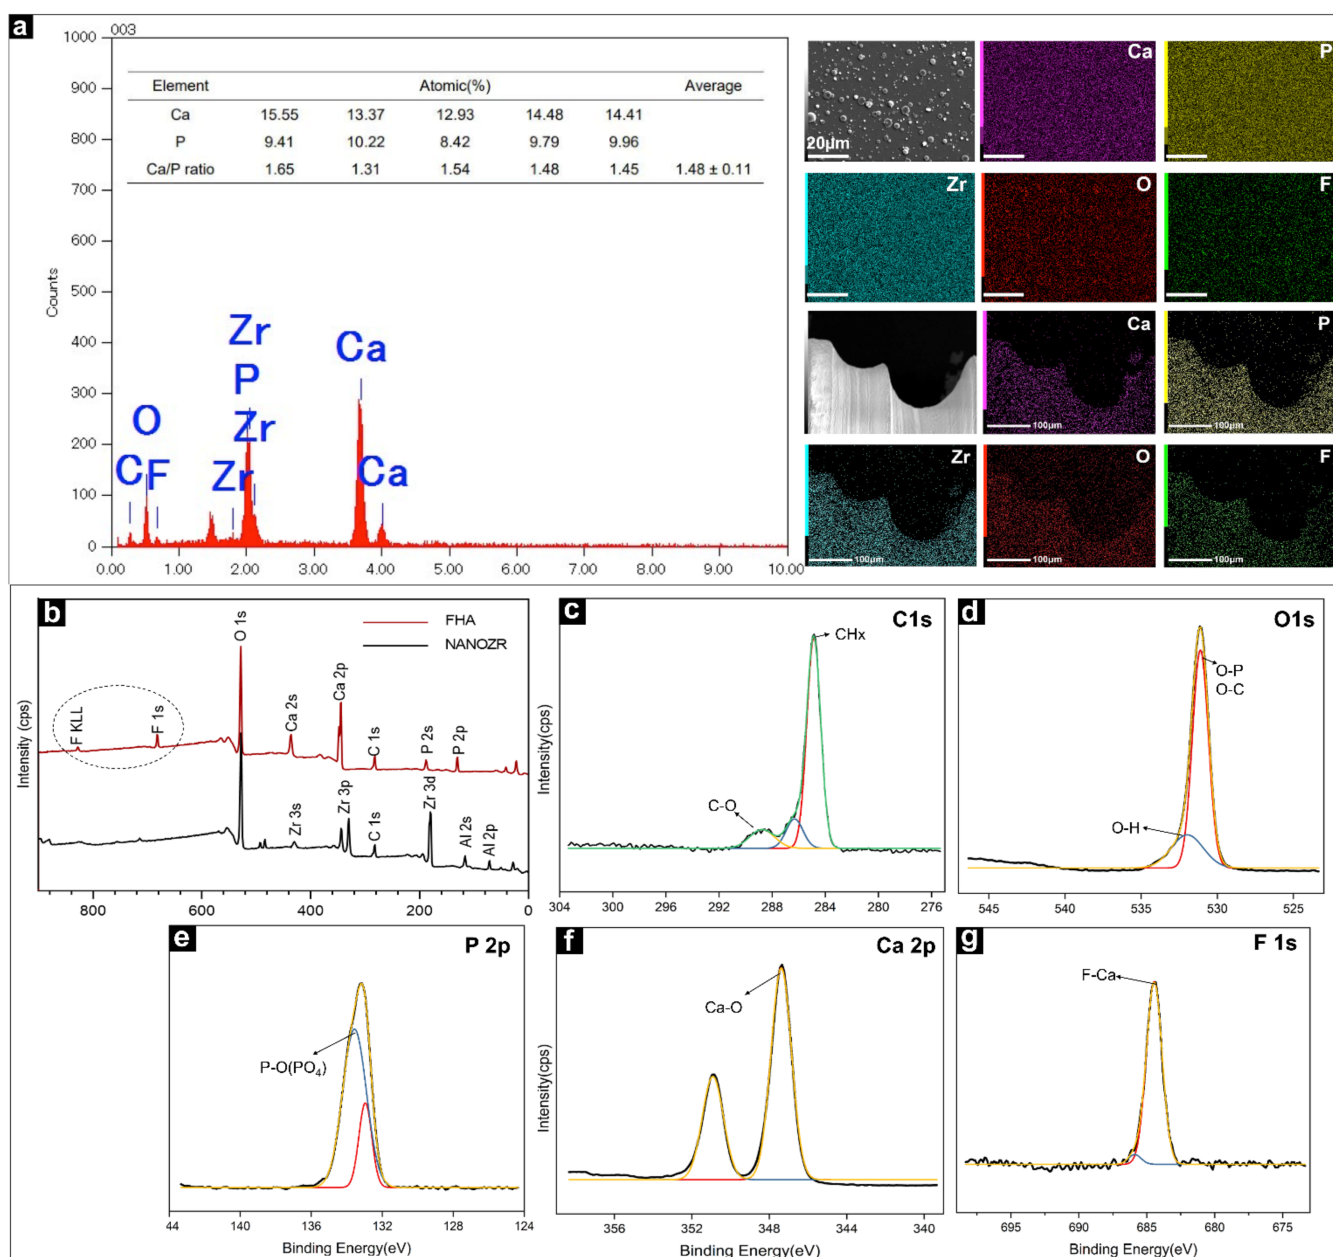 a
003
1000
900
800
700
600
500
400
300
200
100
0
Counts
Element Atomic(%) Average
Ca 15.55 13.37 12.93 14.48 14.41
P 9.41 10.22 8.42 9.79 9.96
Ca/P ratio 1.65 1.31 1.54 1.48 1.45 1.48 ± 0.11
Zr
P
Zr
O
C F
Zr
Ca
Ca
0.00 1.00 2.00 3.00 4.00 5.00 6.00 7.00 8.00 9.00 10.00
20μm
Ca
P
Zr
O
F
Ca
100μm
P
100μm
Zr
100μm
O
100μm
F
100μm
b
FHA
NANOZR
F KLL
F 1s
O 1s
Ca 2s
Ca 2p
C 1s
P 2s
P 2p
Zr 3s
Zr 3p
C 1s
Zr 3d
Al 2s
Al 2p
Intensity (cps)
800 600 400 200 0
c
C1s
CHx
C-O
Intensity(cps)
304 300 296 292 288 284 280 276
d
O1s
O-P
O-C
O-H
545 540 535 530 525
e
P 2p
P-O(PO₄)
44 140 136 132 128 124
Binding Energy(eV)
f
Ca 2p
Ca-O
Intensity(cps)
356 352 348 344 340
Binding Energy(eV)
g
F 1s
F-Ca
695 690 685 680 675
Binding Energy(eV)